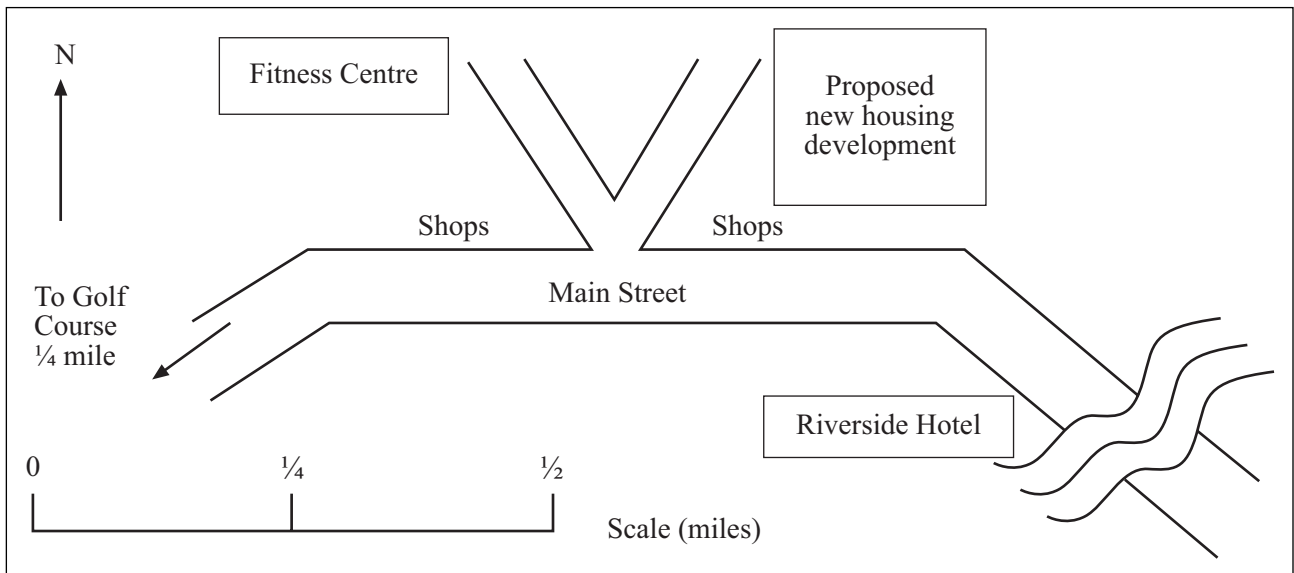 N
Fitness Centre
Proposed
new housing
development
Shops
Shops
Main Street
To Golf
Course
¼ mile
Riverside Hotel
0
¼
½
Scale (miles)